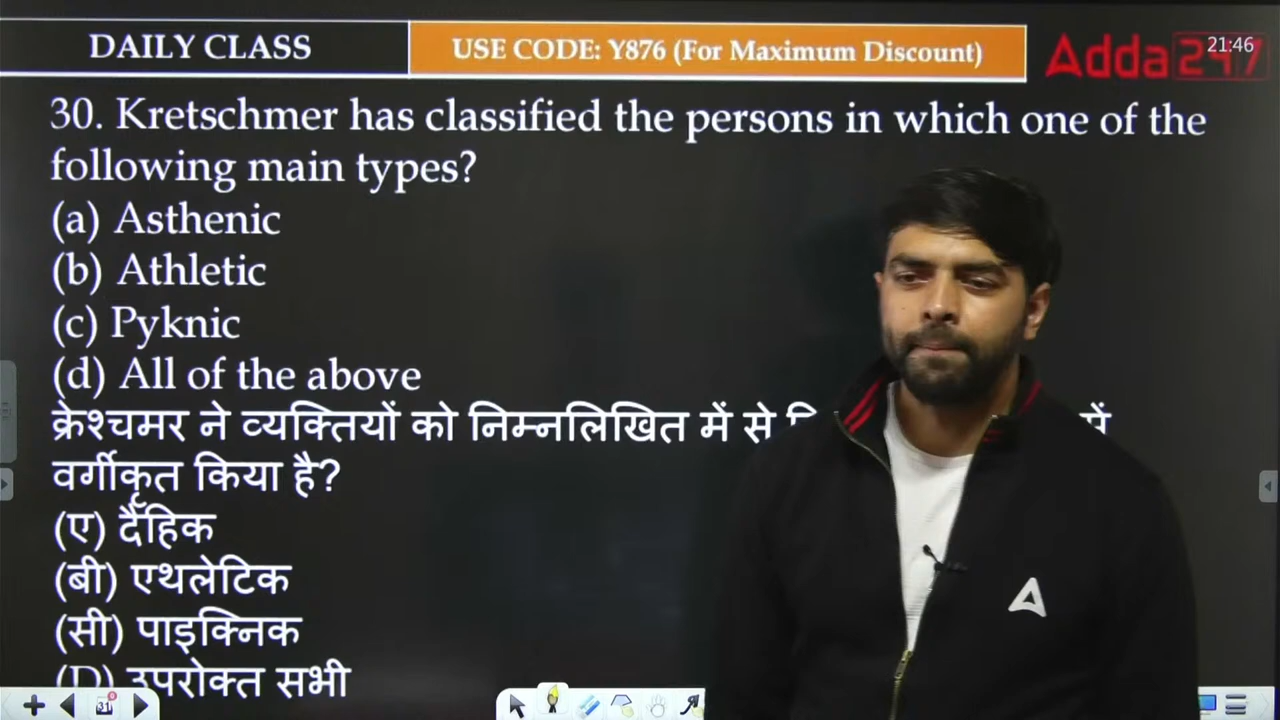 DAILY CLASS
USE CODE: Y876 (For Maximum Discount)
Adda247
21:46
30. Kretschmer has classified the persons in which one of the
following main types?
(a) Asthenic
(b) Athletic
(c) Pyknic
(d) All of the above
क्रेश्चमर ने व्यक्तियों को निम्नलिखित में से में
वर्गीकृत किया है?
(ए) दैहिक
(बी) एथलेटिक
(सी) पाइक्निक
(D) उपरोक्त सभी
31